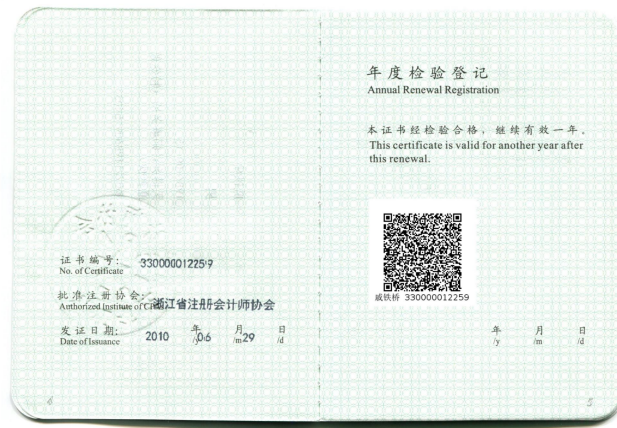 证书编号: 330000012259
No. of Certificate
批准注册协会: 浙江省注册会计师协会
Authorized Institute of CPAs
发证日期: 2010 年 06 月 29 日
Date of Issuance /y /m /d
6
年度检验登记
Annual Renewal Registration
本证书经检验合格，继续有效一年。
This certificate is valid for another year after
this renewal.
戚铁桥 330000012259
年 月 日
/y /m /d
5